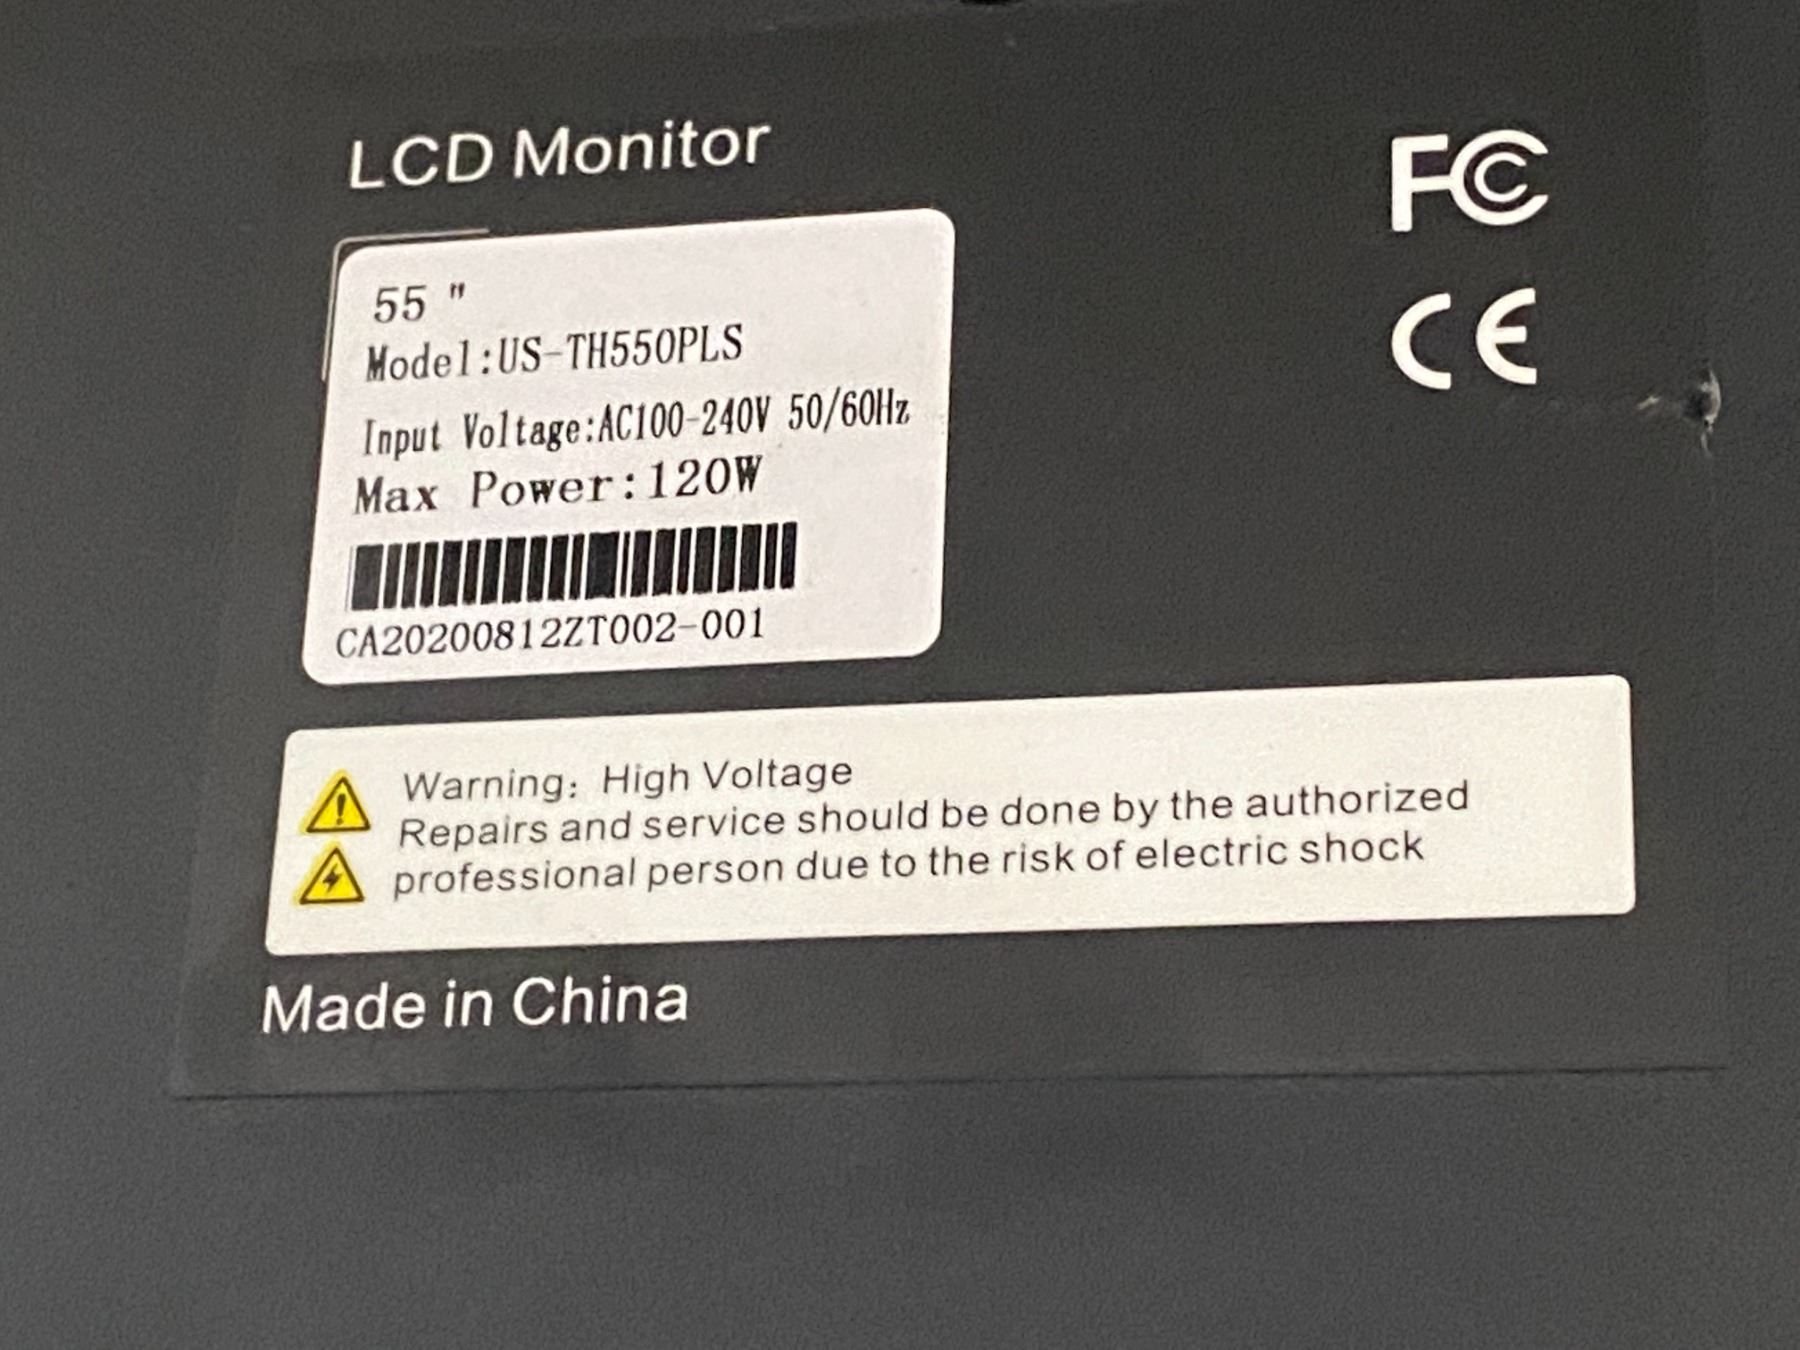 LCD Monitor
FC
CE
55 "
Model:US-TH550PLS
Input Voltage:AC100-240V 50/60Hz
Max Power:120W
CA20200812ZT002-001
Warning: High Voltage
Repairs and service should be done by the authorized
professional person due to the risk of electric shock
Made in China